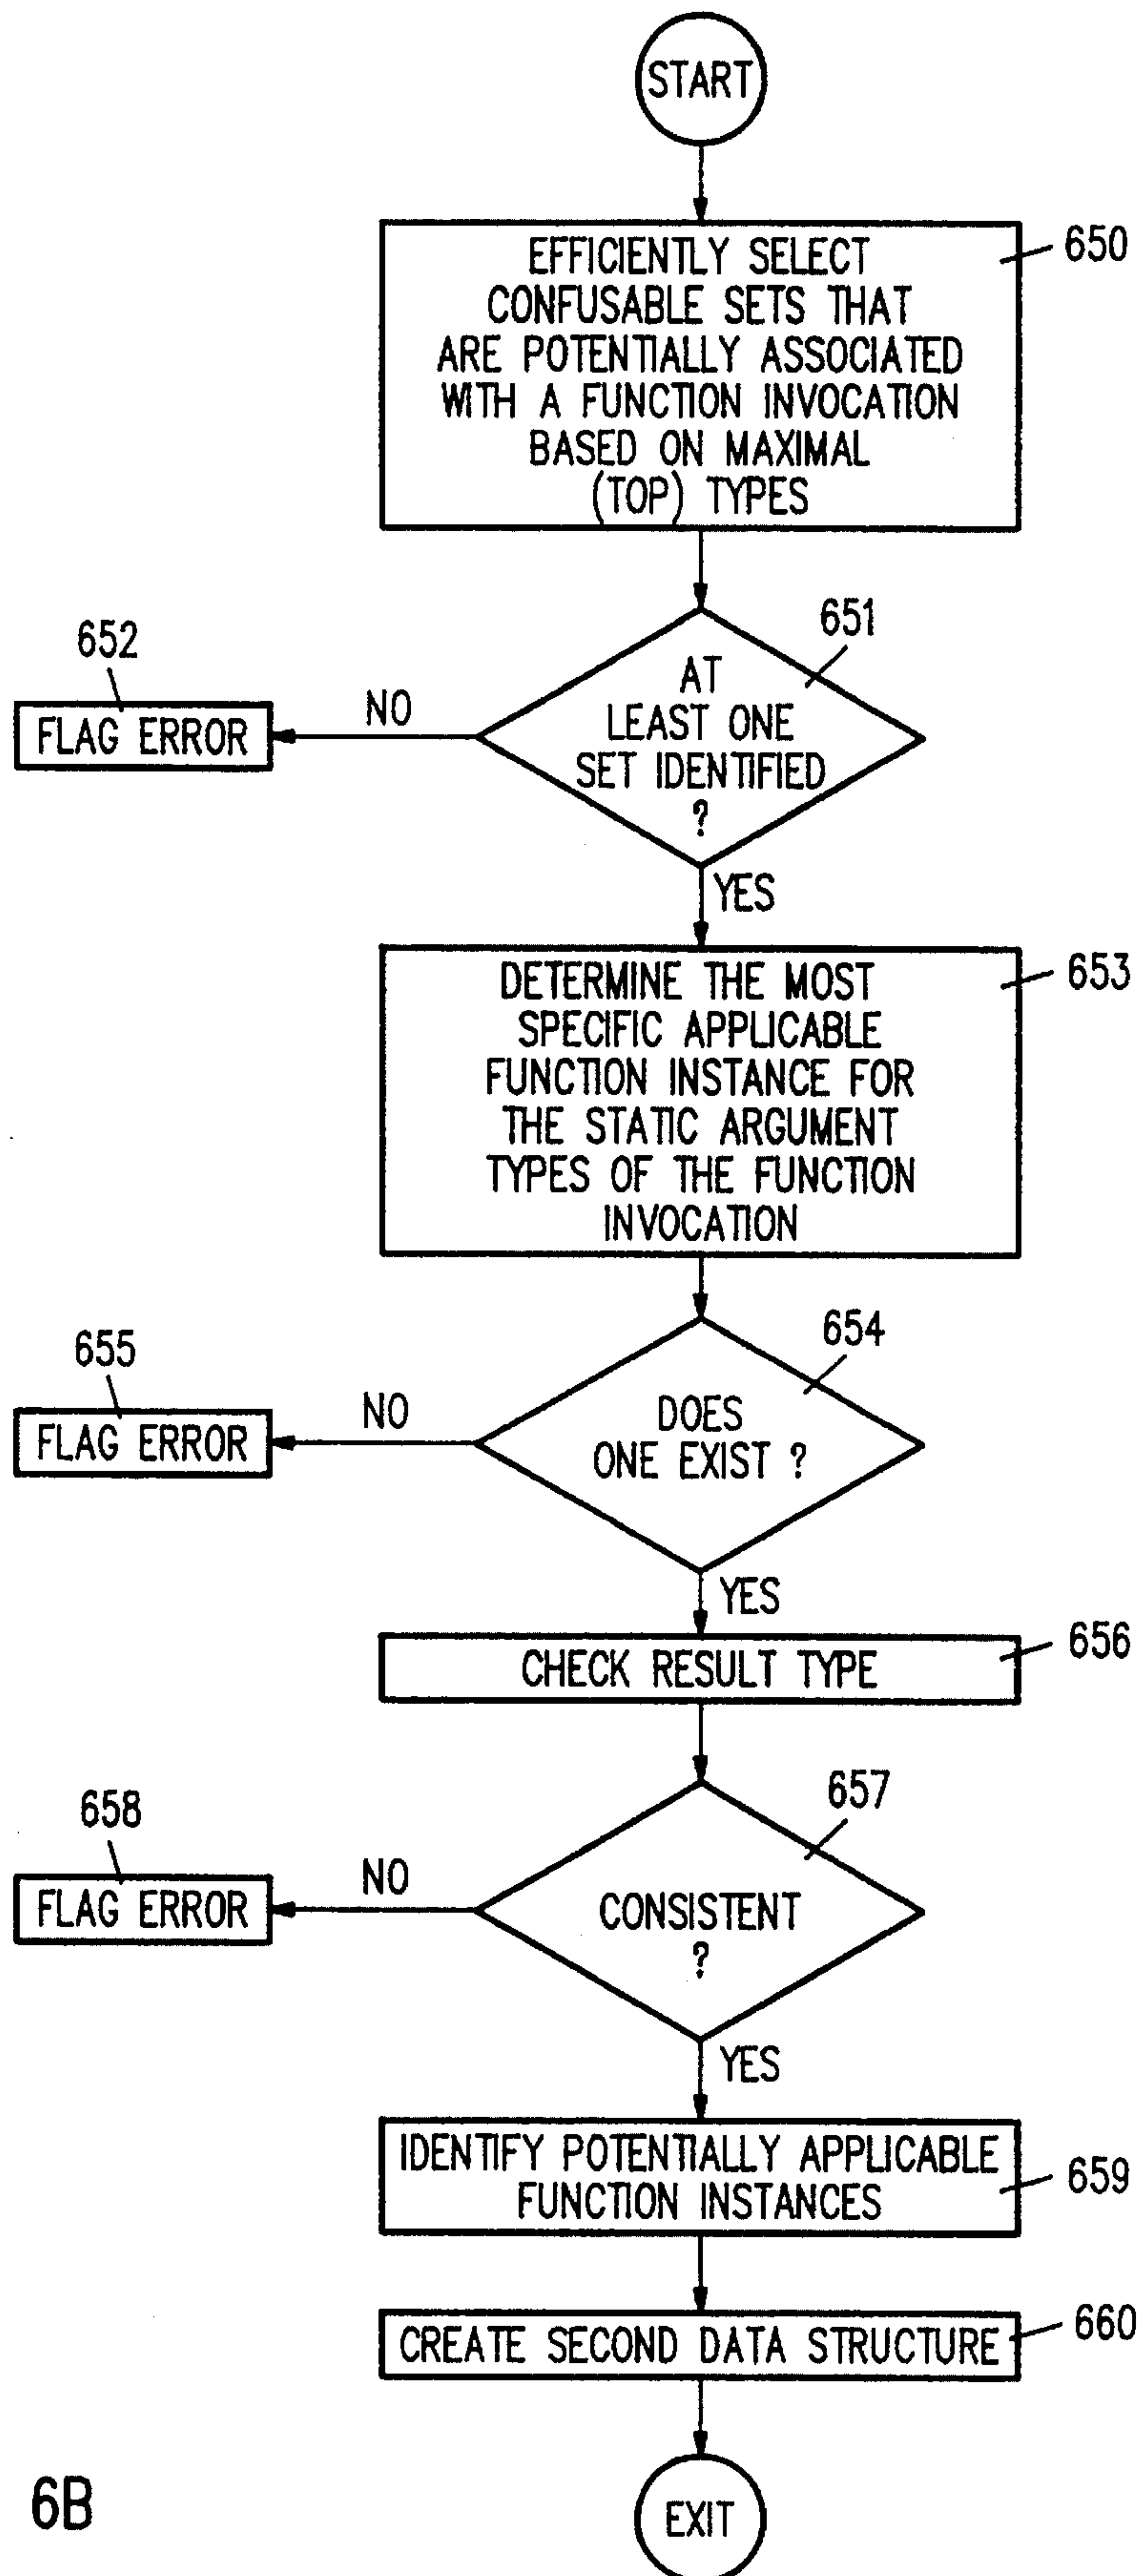 START
EFFICIENTLY SELECT
CONFUSABLE SETS THAT
ARE POTENTIALLY ASSOCIATED
WITH A FUNCTION INVOCATION
BASED ON MAXIMAL
(TOP) TYPES
650
651
AT
LEAST ONE
SET IDENTIFIED
?
NO
652
FLAG ERROR
YES
DETERMINE THE MOST
SPECIFIC APPLICABLE
FUNCTION INSTANCE FOR
THE STATIC ARGUMENT
TYPES OF THE FUNCTION
INVOCATION
653
654
DOES
ONE EXIST ?
NO
655
FLAG ERROR
YES
CHECK RESULT TYPE
656
657
CONSISTENT
?
NO
658
FLAG ERROR
YES
IDENTIFY POTENTIALLY APPLICABLE
FUNCTION INSTANCES
659
CREATE SECOND DATA STRUCTURE
660
EXIT
6B